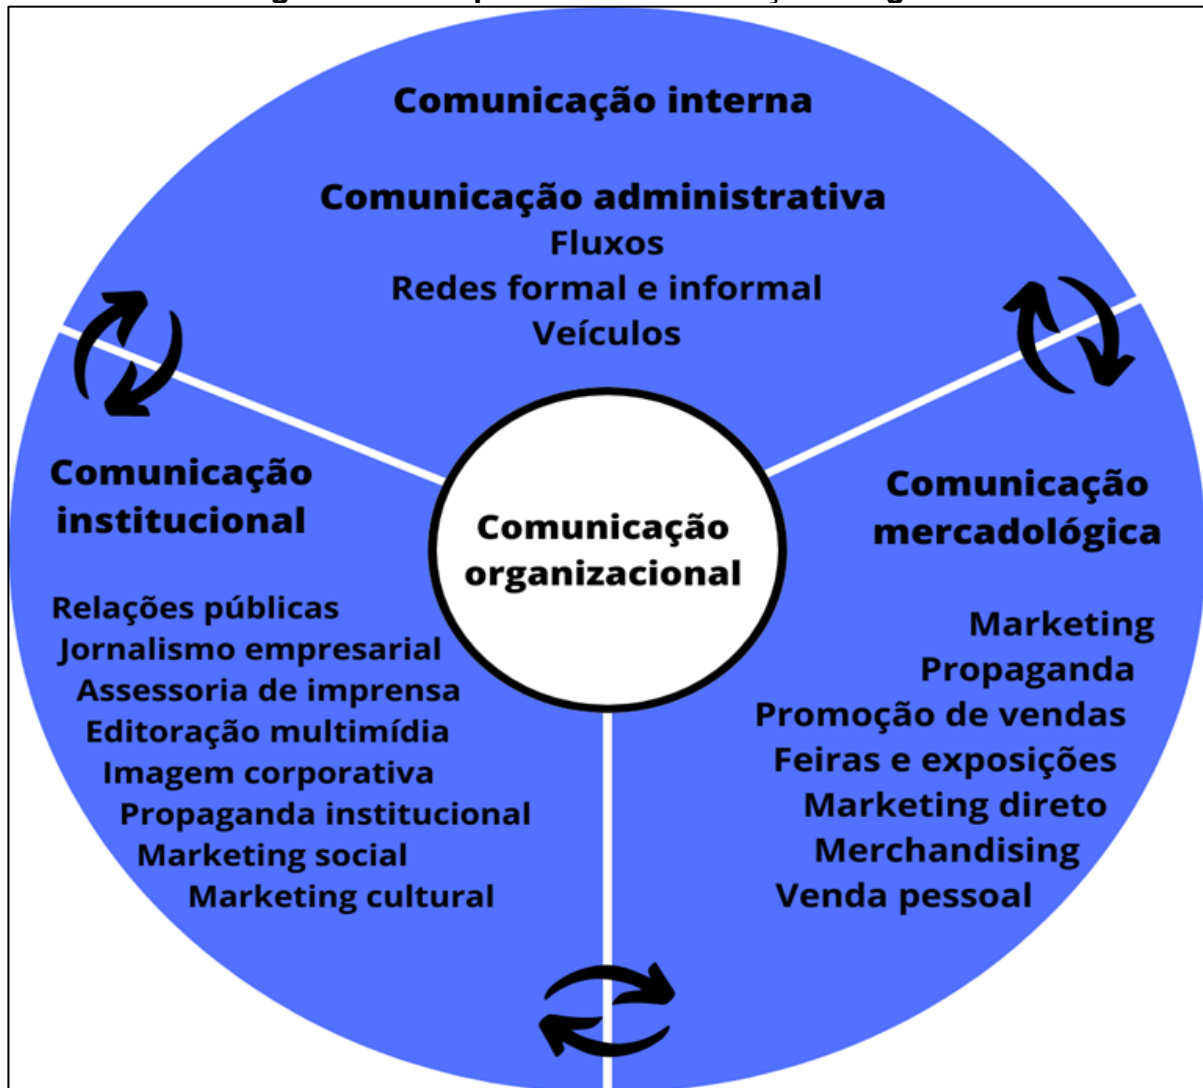 Comunicação interna
Comunicação administrativa
Fluxos
Redes formal e informal
Veículos
Comunicação
institucional
Relações públicas
Jornalismo empresarial
Assessoria de imprensa
Editoração multimídia
Imagem corporativa
Propaganda institucional
Marketing social
Marketing cultural
Comunicação
organizacional
Comunicação
mercadológica
Marketing
Propaganda
Promoção de vendas
Feiras e exposições
Marketing direto
Merchandising
Venda pessoal